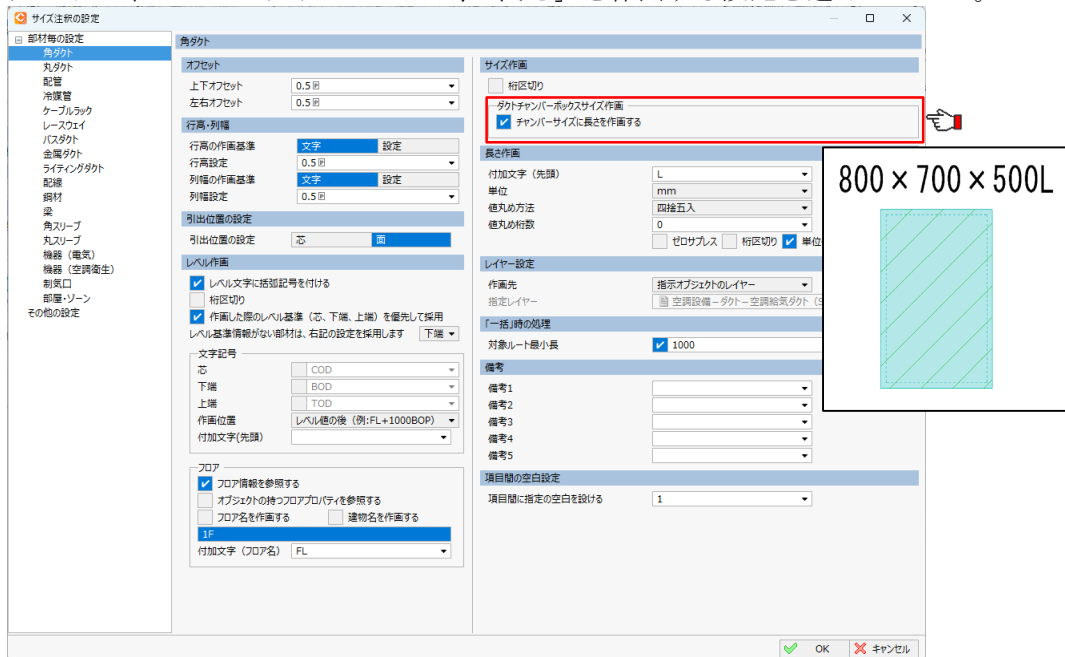 サイズ注釈の設定
部材毎の設定
角ダクト
丸ダクト
配管
冷媒管
ケーブルラック
レースウェイ
バスダクト
金属ダクト
ライティングダクト
配線
鋼材
梁
角スリーブ
丸スリーブ
機器（電気）
機器（空調衛生）
制気口
部屋・ゾーン
その他の設定
角ダクト
オフセット
上下オフセット 0.5
左右オフセット 0.5
行高・列幅
行高の作画基準 文字 設定
行高設定 0.5
列幅の作画基準 文字 設定
列幅設定 0.5
引出位置の設定
引出位置の設定 芯 面
レベル作画
レベル文字に括弧記号を付ける
桁区切り
作画した際のレベル基準（芯、下端、上端）を優先して採用
レベル基準情報がない部材は、右記の設定を採用します 下端
文字記号
芯 COD
下端 BOD
上端 TOD
作画位置 レベル値の後（例:FL+1000BOP）
付加文字(先頭)
フロア
フロア情報を参照する
オブジェクトの持つフロアプロパティを参照する
フロア名を作画する 建物名を作画する
1F
付加文字（フロア名） FL
サイズ作画
桁区切り
ダクトチャンバーボックスサイズ作画
チャンバーサイズに長さを作画する
長さ作画
付加文字（先頭） L
単位 mm
値丸め方法 四捨五入
値丸め桁数 0
ゼロサプレス 桁区切り 単位
レイヤー設定
作画先 指示オブジェクトのレイヤー
指定レイヤー 空調設備－ダクト－空調給気ダクト（S
「一括」時の処理
対象ルート最小長 1000
備考
備考1
備考2
備考3
備考4
備考5
項目間の空白設定
項目間に指定の空白を設ける 1
800×700×500L
OK キャンセル